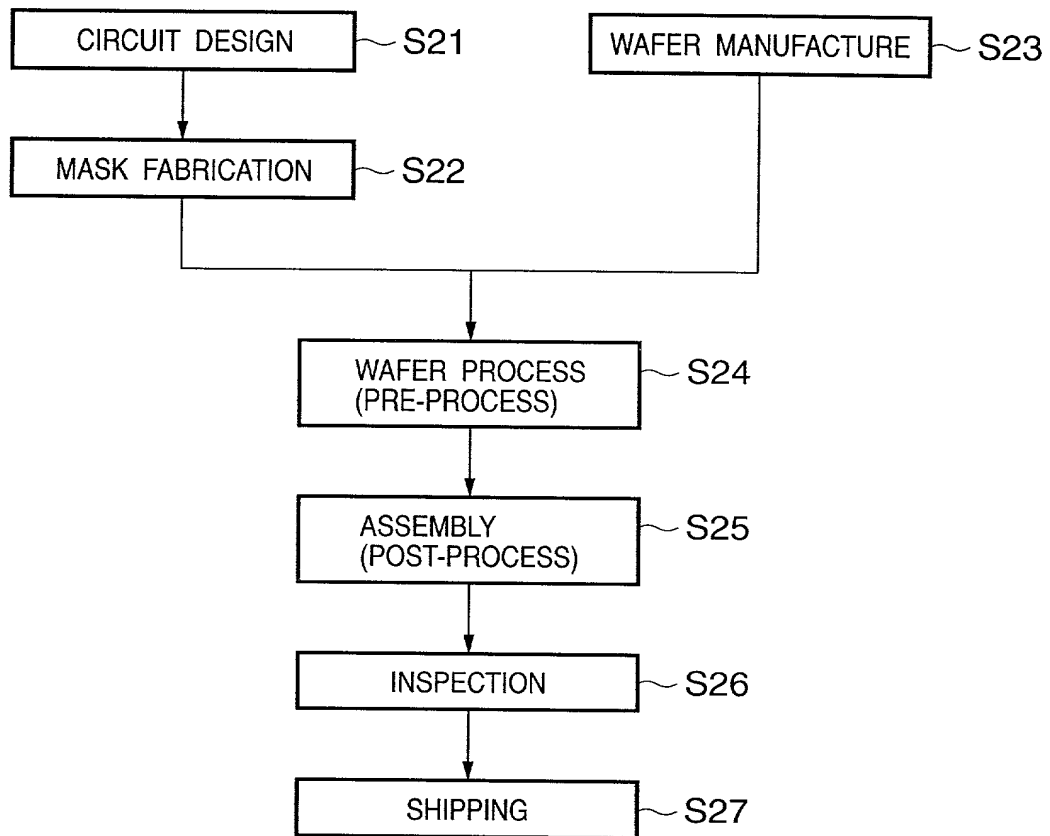 CIRCUIT DESIGN S21
WAFER MANUFACTURE S23
MASK FABRICATION S22
WAFER PROCESS
(PRE-PROCESS) S24
ASSEMBLY
(POST-PROCESS) S25
INSPECTION S26
SHIPPING S27